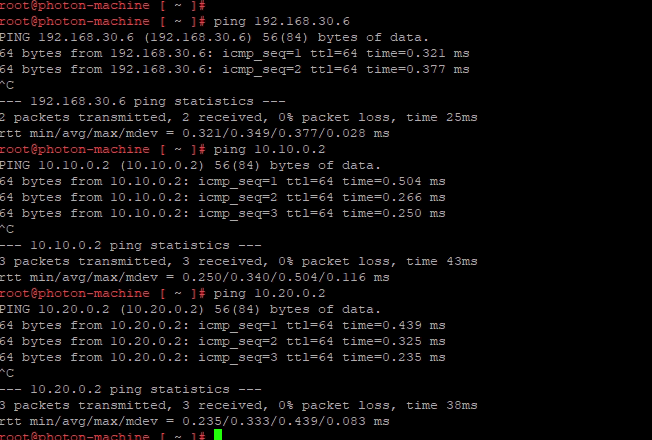 root@photon-machine [ ~ ]#
root@photon-machine [ ~ ]# ping 192.168.30.6
PING 192.168.30.6 (192.168.30.6) 56(84) bytes of data.
64 bytes from 192.168.30.6: icmp_seq=1 ttl=64 time=0.321 ms
64 bytes from 192.168.30.6: icmp_seq=2 ttl=64 time=0.377 ms
^C
--- 192.168.30.6 ping statistics ---
2 packets transmitted, 2 received, 0% packet loss, time 25ms
rtt min/avg/max/mdev = 0.321/0.349/0.377/0.028 ms
root@photon-machine [ ~ ]# ping 10.10.0.2
PING 10.10.0.2 (10.10.0.2) 56(84) bytes of data.
64 bytes from 10.10.0.2: icmp_seq=1 ttl=64 time=0.504 ms
64 bytes from 10.10.0.2: icmp_seq=2 ttl=64 time=0.266 ms
64 bytes from 10.10.0.2: icmp_seq=3 ttl=64 time=0.250 ms
^C
--- 10.10.0.2 ping statistics ---
3 packets transmitted, 3 received, 0% packet loss, time 43ms
rtt min/avg/max/mdev = 0.250/0.340/0.504/0.116 ms
root@photon-machine [ ~ ]# ping 10.20.0.2
PING 10.20.0.2 (10.20.0.2) 56(84) bytes of data.
64 bytes from 10.20.0.2: icmp_seq=1 ttl=64 time=0.439 ms
64 bytes from 10.20.0.2: icmp_seq=2 ttl=64 time=0.325 ms
64 bytes from 10.20.0.2: icmp_seq=3 ttl=64 time=0.235 ms
^C
--- 10.20.0.2 ping statistics ---
3 packets transmitted, 3 received, 0% packet loss, time 38ms
rtt min/avg/max/mdev = 0.235/0.333/0.439/0.083 ms
root@photon-machine [ ~ ]#